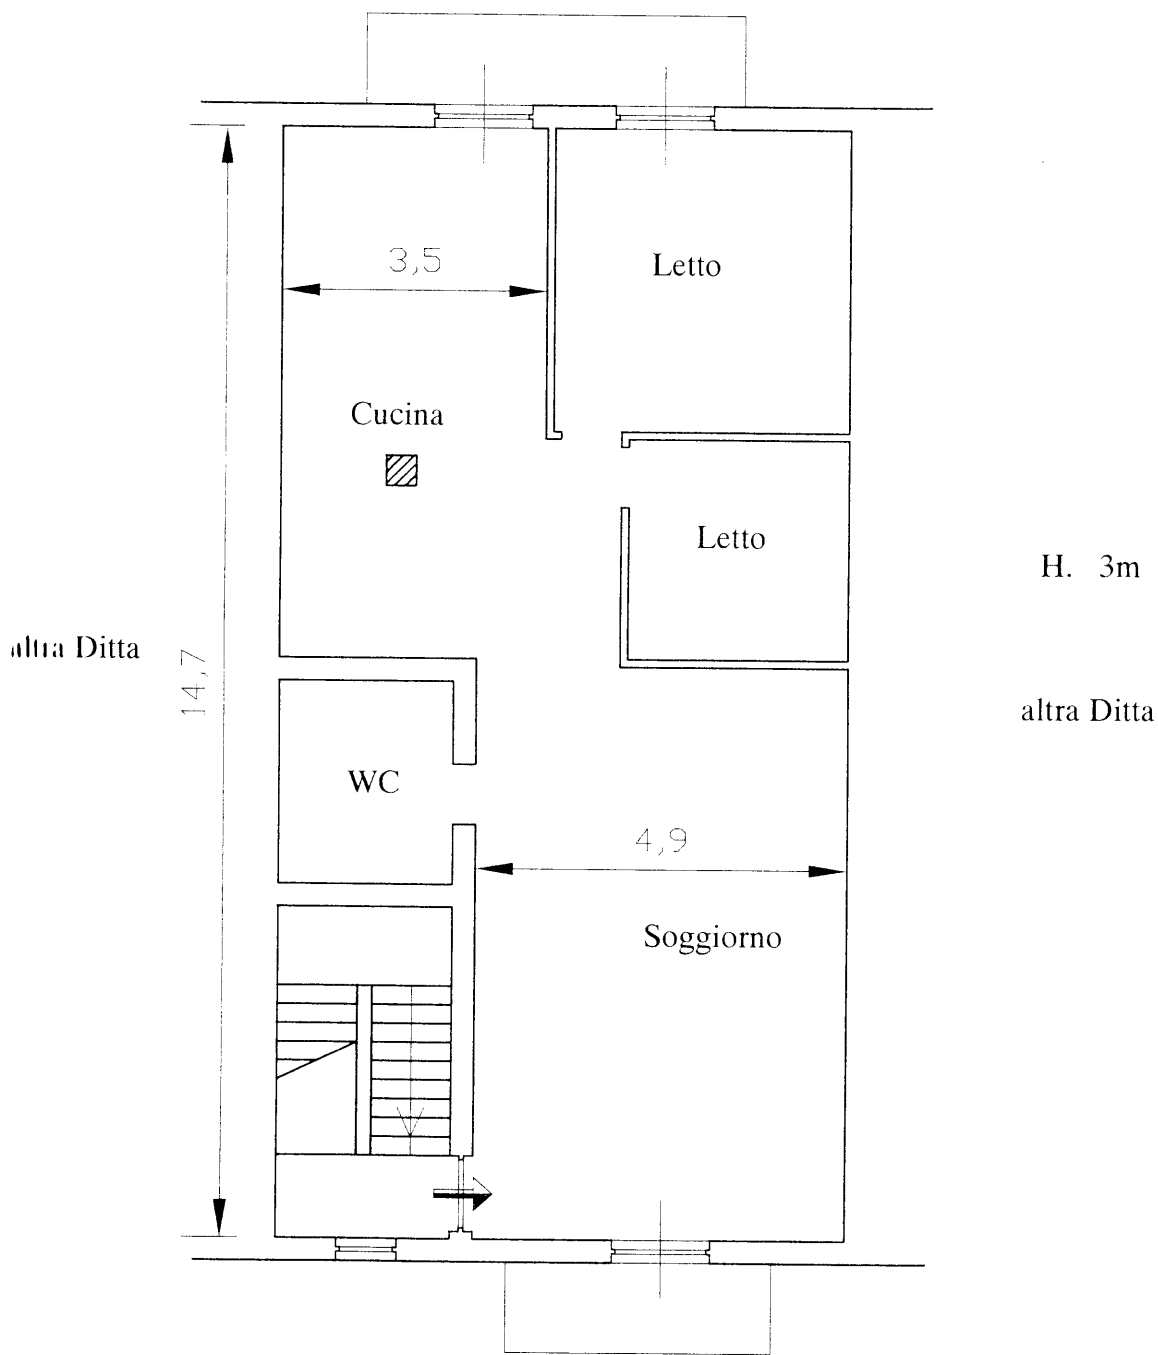 3,5
Letto
Cucina
Letto
H. 3m
altra Ditta
14,7
altra Ditta
WC
4,9
Soggiorno